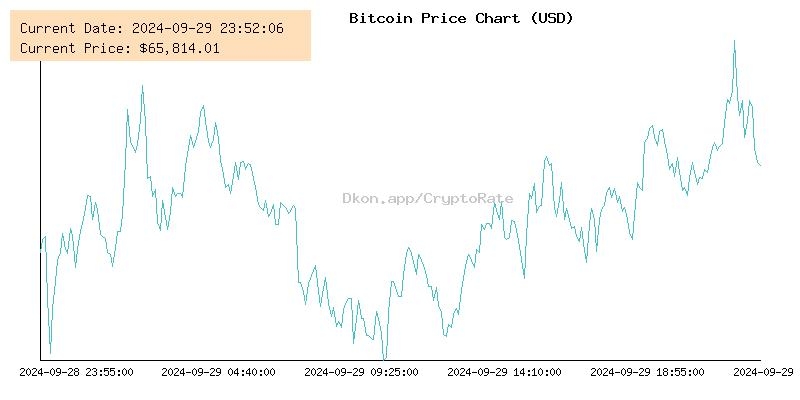 Bitcoin Price Chart (USD)
Current Date: 2024-09-29 23:52:06
Current Price: $65,814.01
Dkon.app/CryptoRate
2024-09-28 23:55:00 2024-09-29 04:40:00 2024-09-29 09:25:00 2024-09-29 14:10:00 2024-09-29 18:55:00 2024-09-29